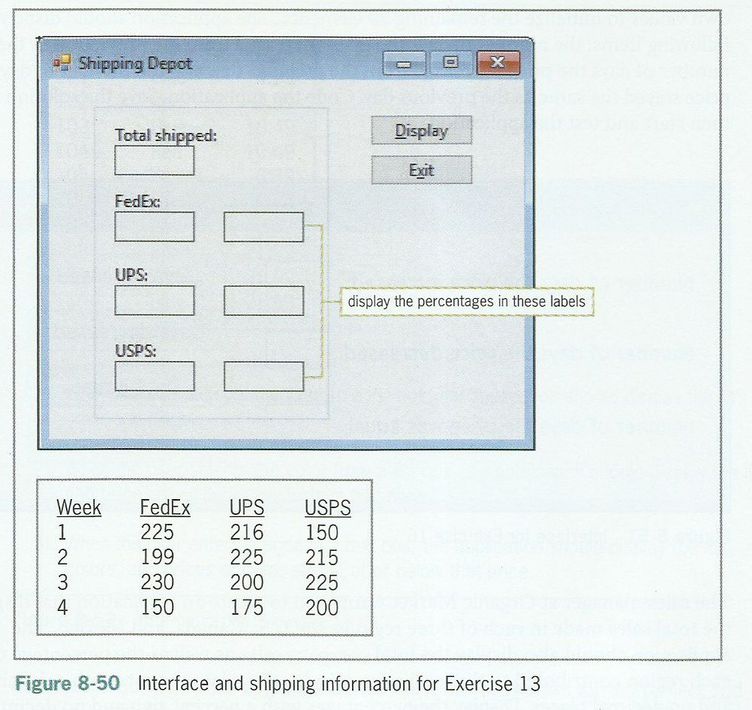 Shipping Depot
Total shipped:
Display
Exit
FedEx:
UPS:
display the percentages in these labels
USPS:
Week FedEx UPS USPS
1 225 216 150
2 199 225 215
3 230 200 225
4 150 175 200
Figure 8-50 Interface and shipping information for Exercise 13